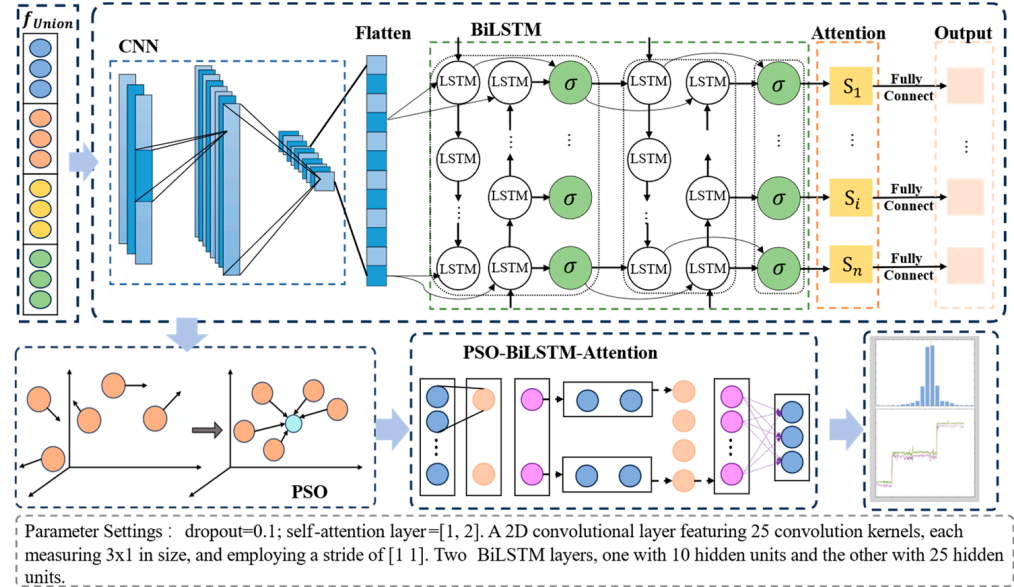 f_Union
CNN
Flatten
BiLSTM
Attention
Output
LSTM LSTM σ LSTM LSTM σ S₁ Fully Connect
LSTM ⋮ LSTM ⋮ ⋮ ⋮
⋮ LSTM σ ⋮ LSTM σ Sᵢ Fully Connect
LSTM LSTM σ LSTM LSTM σ Sₙ Fully Connect
PSO
PSO-BiLSTM-Attention
Parameter Settings： dropout=0.1; self-attention layer=[1, 2]. A 2D convolutional layer featuring 25 convolution kernels, each
measuring 3x1 in size, and employing a stride of [1 1]. Two BiLSTM layers, one with 10 hidden units and the other with 25 hidden
units.